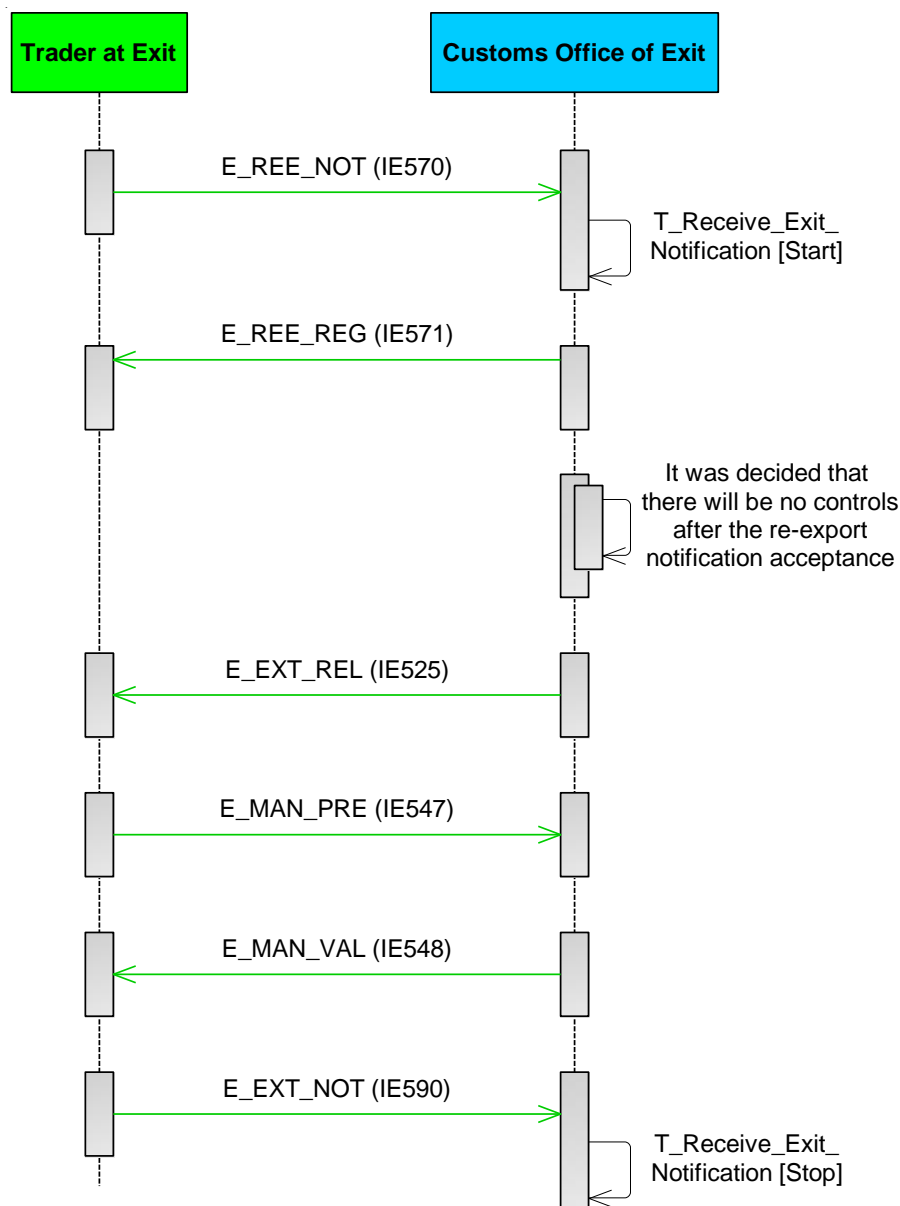 Trader at Exit
Customs Office of Exit
E_REE_NOT (IE570)
T_Receive_Exit_
Notification [Start]
E_REE_REG (IE571)
It was decided that
there will be no controls
after the re-export
notification acceptance
E_EXT_REL (IE525)
E_MAN_PRE (IE547)
E_MAN_VAL (IE548)
E_EXT_NOT (IE590)
T_Receive_Exit_
Notification [Stop]